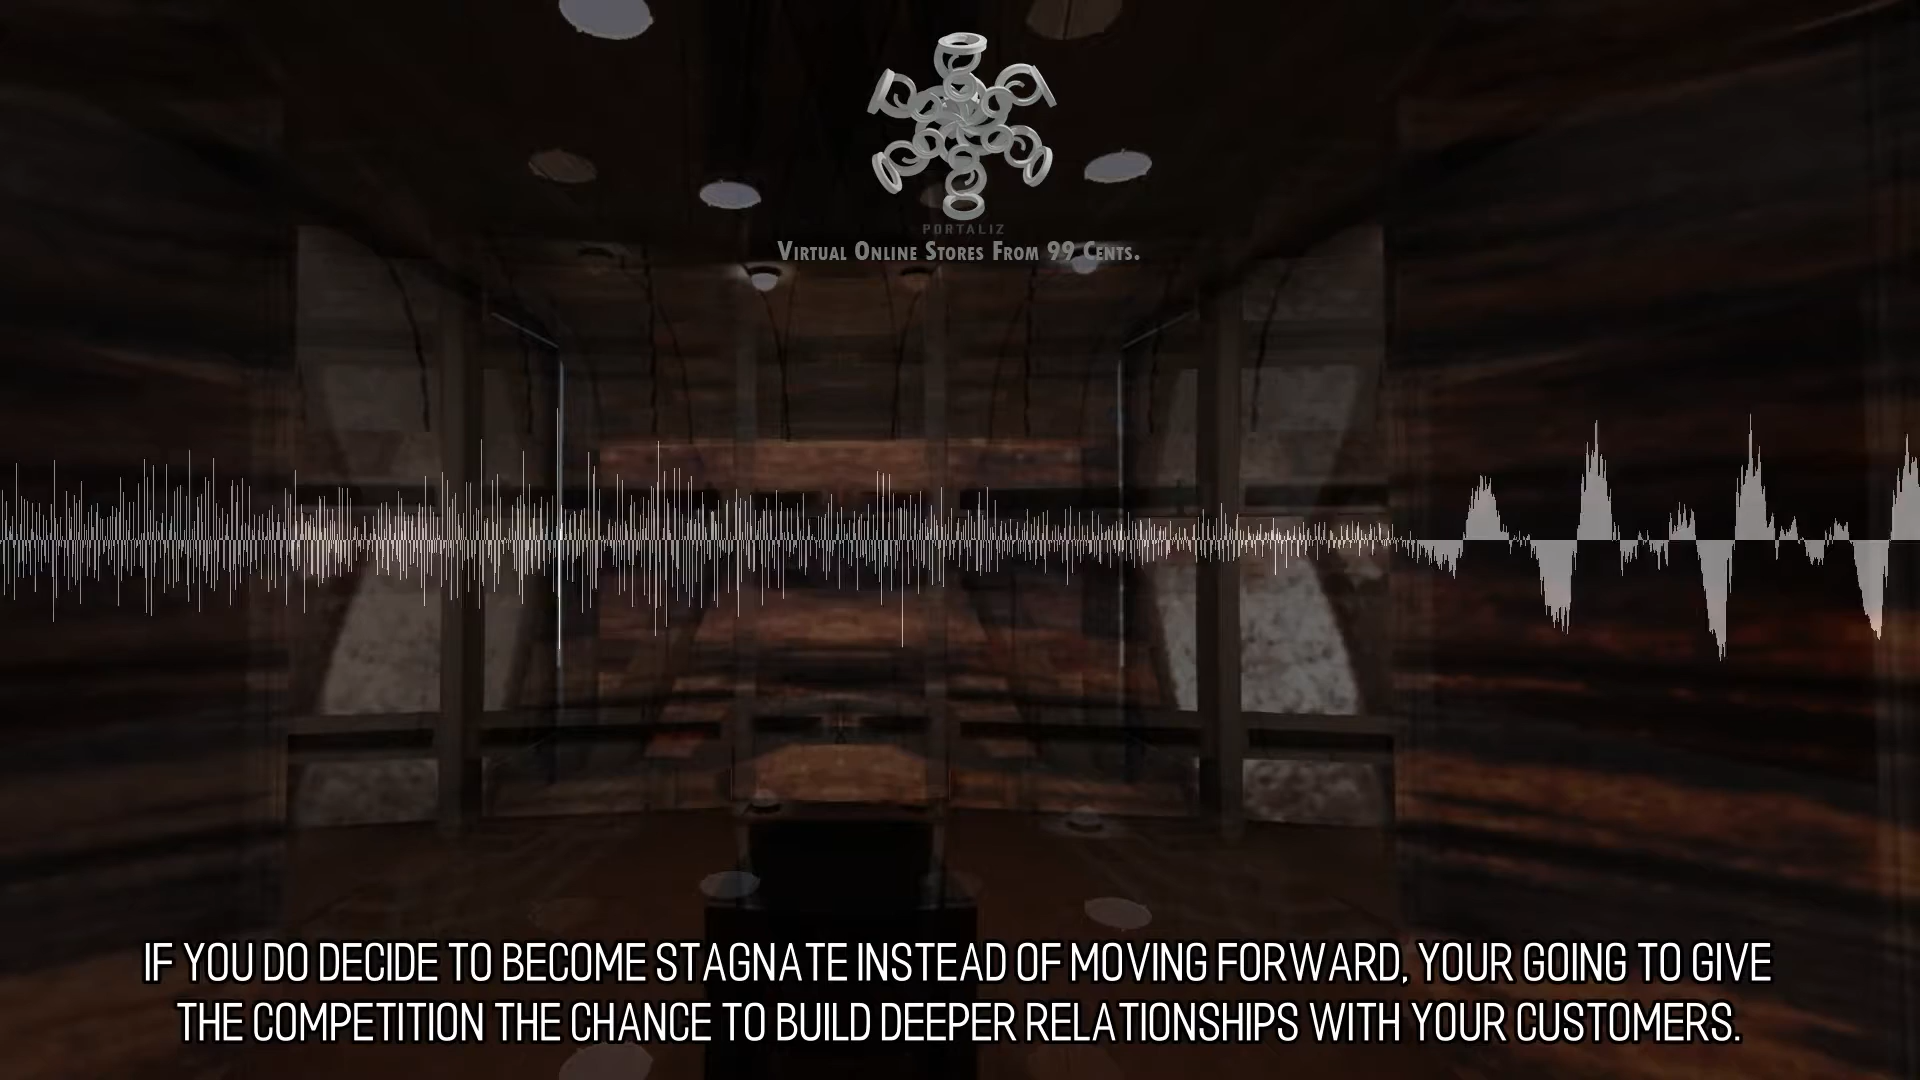 PORTALIZ
Virtual Online Stores From 99 Cents.
IF YOU DO DECIDE TO BECOME STAGNATE INSTEAD OF MOVING FORWARD, YOUR GOING TO GIVE
THE COMPETITION THE CHANCE TO BUILD DEEPER RELATIONSHIPS WITH YOUR CUSTOMERS.